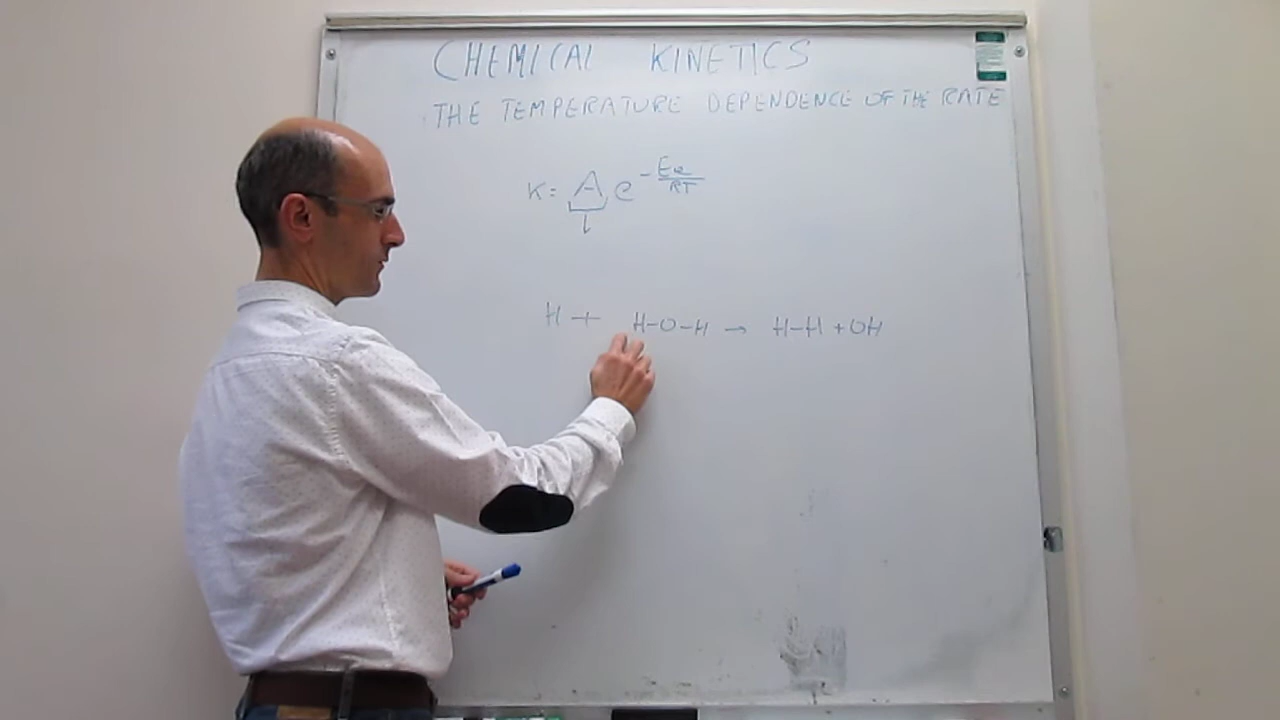 CHEMICAL KINETICS
THE TEMPERATURE DEPENDENCE OF THE RATE
K = A e^-Ea/RT
H + H-O-H → H-H + OH